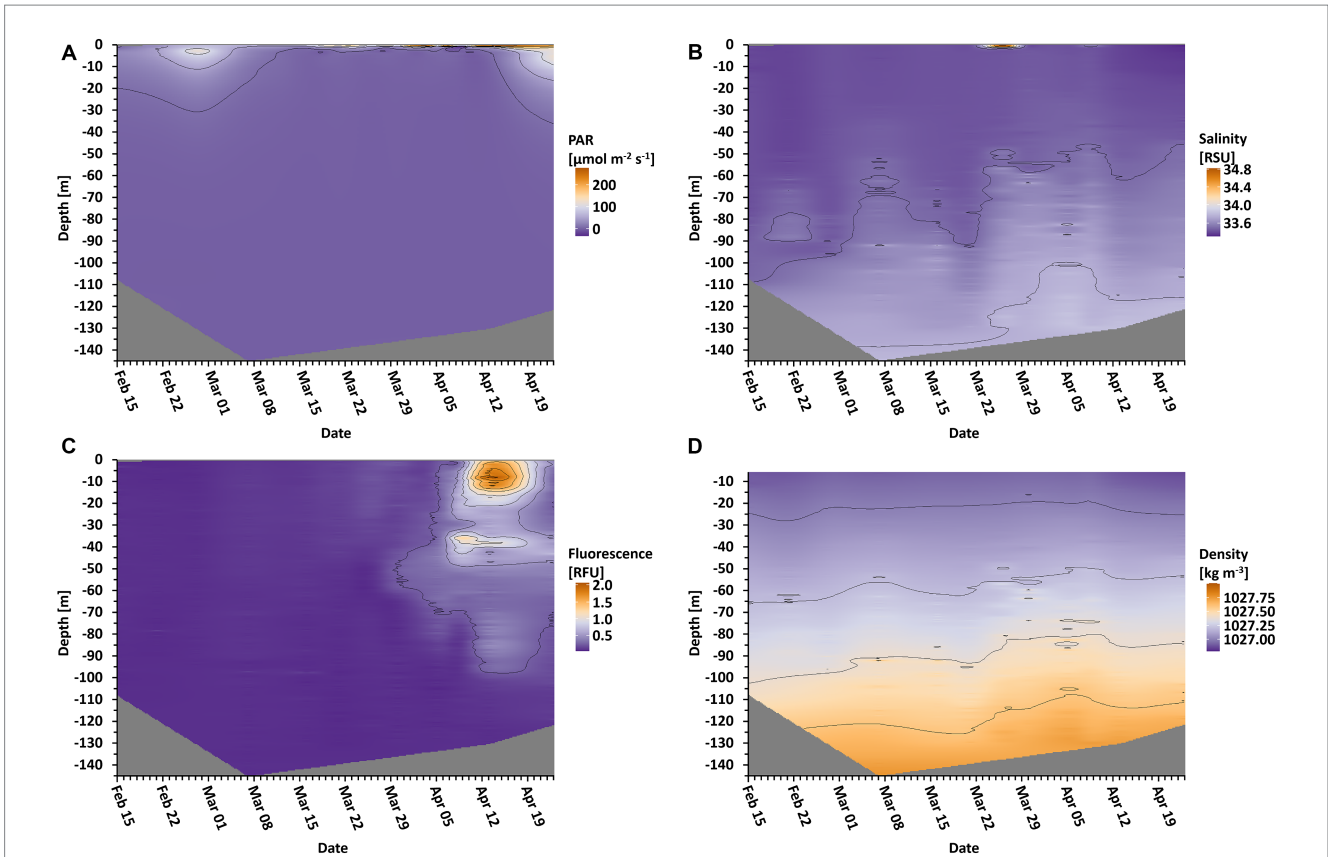 A
0
-10
-20
-30
-40
-50
-60
-70
-80
-90
-100
-110
-120
-130
-140
Depth [m]
Feb 15
Feb 22
Mar 01
Mar 08
Mar 15
Mar 22
Mar 29
Apr 05
Apr 12
Apr 19
Date
PAR
[µmol m⁻² s⁻¹]
200
100
0
B
0
-10
-20
-30
-40
-50
-60
-70
-80
-90
-100
-110
-120
-130
-140
Depth [m]
Feb 15
Feb 22
Mar 01
Mar 08
Mar 15
Mar 22
Mar 29
Apr 05
Apr 12
Apr 19
Date
Salinity
[RSU]
34.8
34.4
34.0
33.6
C
0
-10
-20
-30
-40
-50
-60
-70
-80
-90
-100
-110
-120
-130
-140
Depth [m]
Feb 15
Feb 22
Mar 01
Mar 08
Mar 15
Mar 22
Mar 29
Apr 05
Apr 12
Apr 19
Date
Fluorescence
[RFU]
2.0
1.5
1.0
0.5
D
-10
-20
-30
-40
-50
-60
-70
-80
-90
-100
-110
-120
-130
-140
Depth [m]
Feb 15
Feb 22
Mar 01
Mar 08
Mar 15
Mar 22
Mar 29
Apr 05
Apr 12
Apr 19
Date
Density
[kg m⁻³]
1027.75
1027.50
1027.25
1027.00